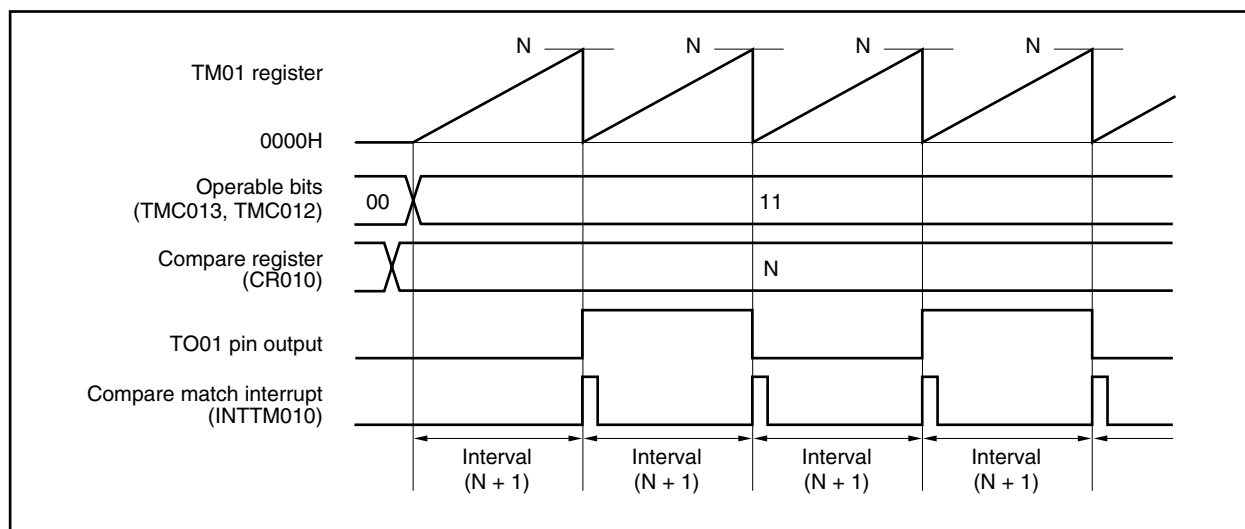 N N N N
TM01 register
0000H
Operable bits
(TMC013, TMC012)
00 11
Compare register
(CR010)
N
TO01 pin output
Compare match interrupt
(INTTM010)
Interval Interval Interval Interval
(N + 1) (N + 1) (N + 1) (N + 1)